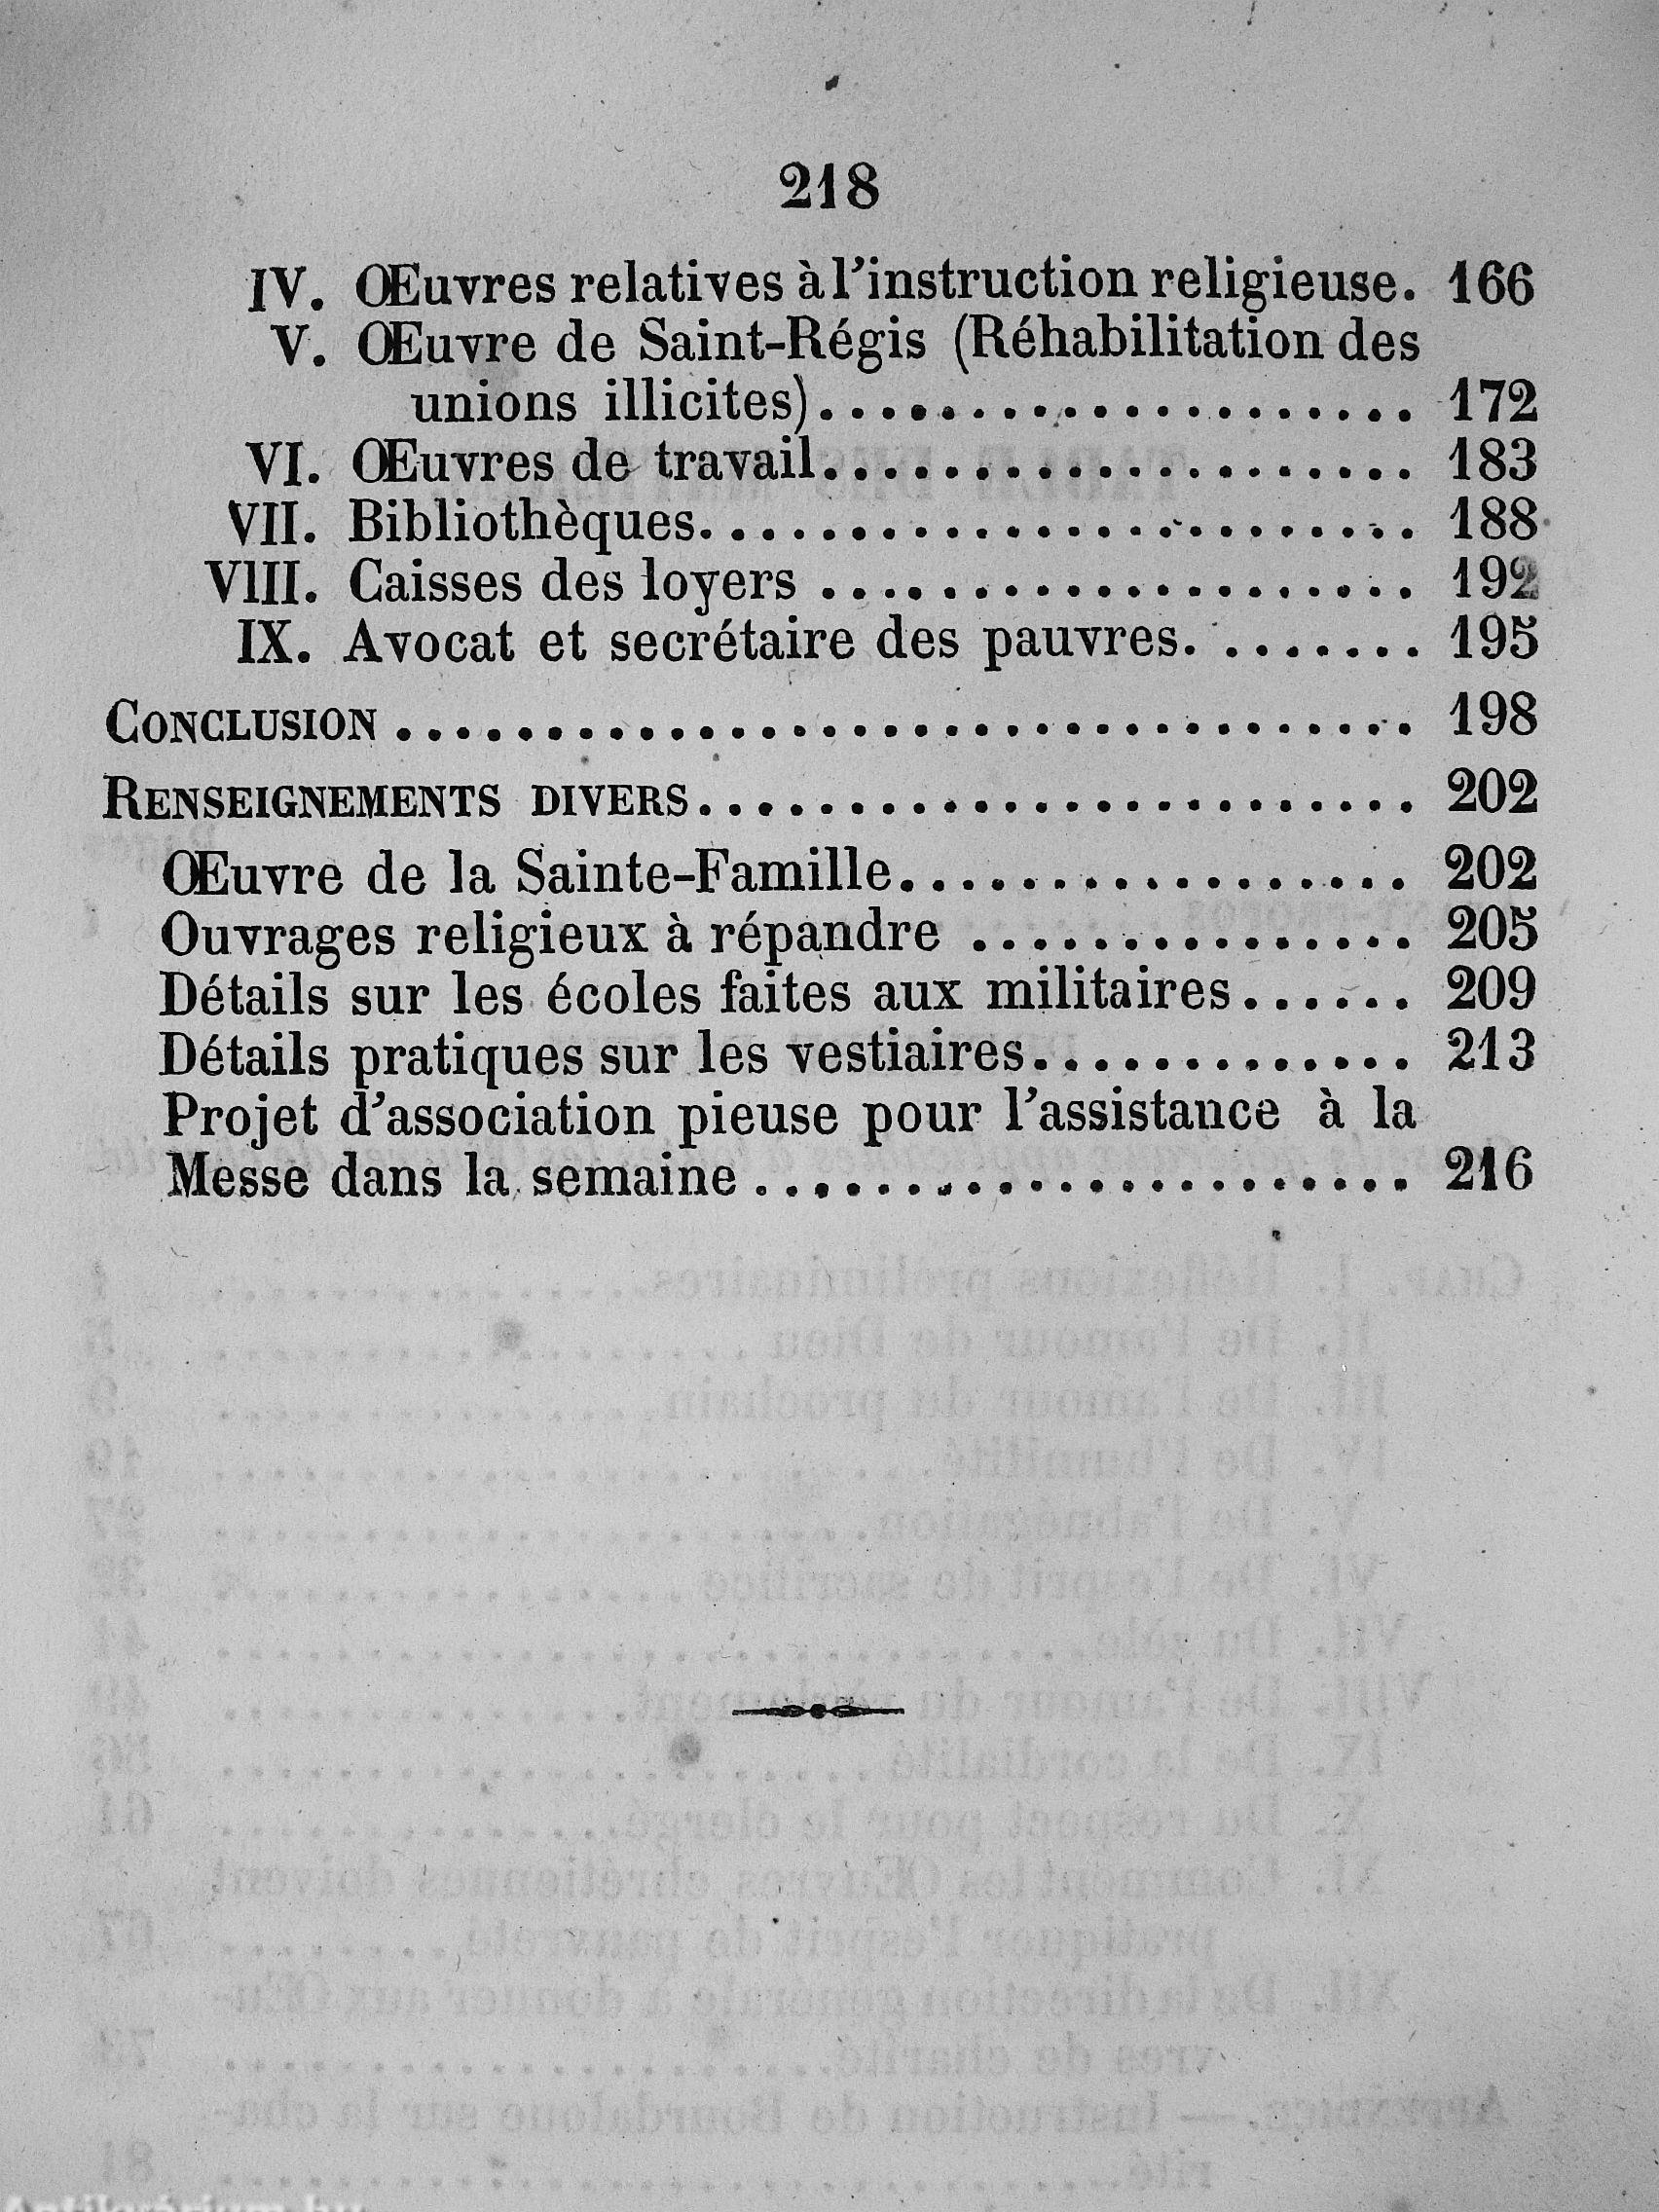 218
IV. Œuvres relatives à l'instruction religieuse. 166
V. Œuvre de Saint-Régis (Réhabilitation des
unions illicites).................... 172
VI. Œuvres de travail.................... 183
VII. Bibliothèques........................ 188
VIII. Caisses des loyers .................... 192
IX. Avocat et secrétaire des pauvres. ....... 195
CONCLUSION .................................. 198
RENSEIGNEMENTS DIVERS........................ 202
Œuvre de la Sainte-Famille................. 202
Ouvrages religieux à répandre ............... 205
Détails sur les écoles faites aux militaires...... 209
Détails pratiques sur les vestiaires............. 213
Projet d'association pieuse pour l'assistance à la
Messe dans la semaine ...................... 216